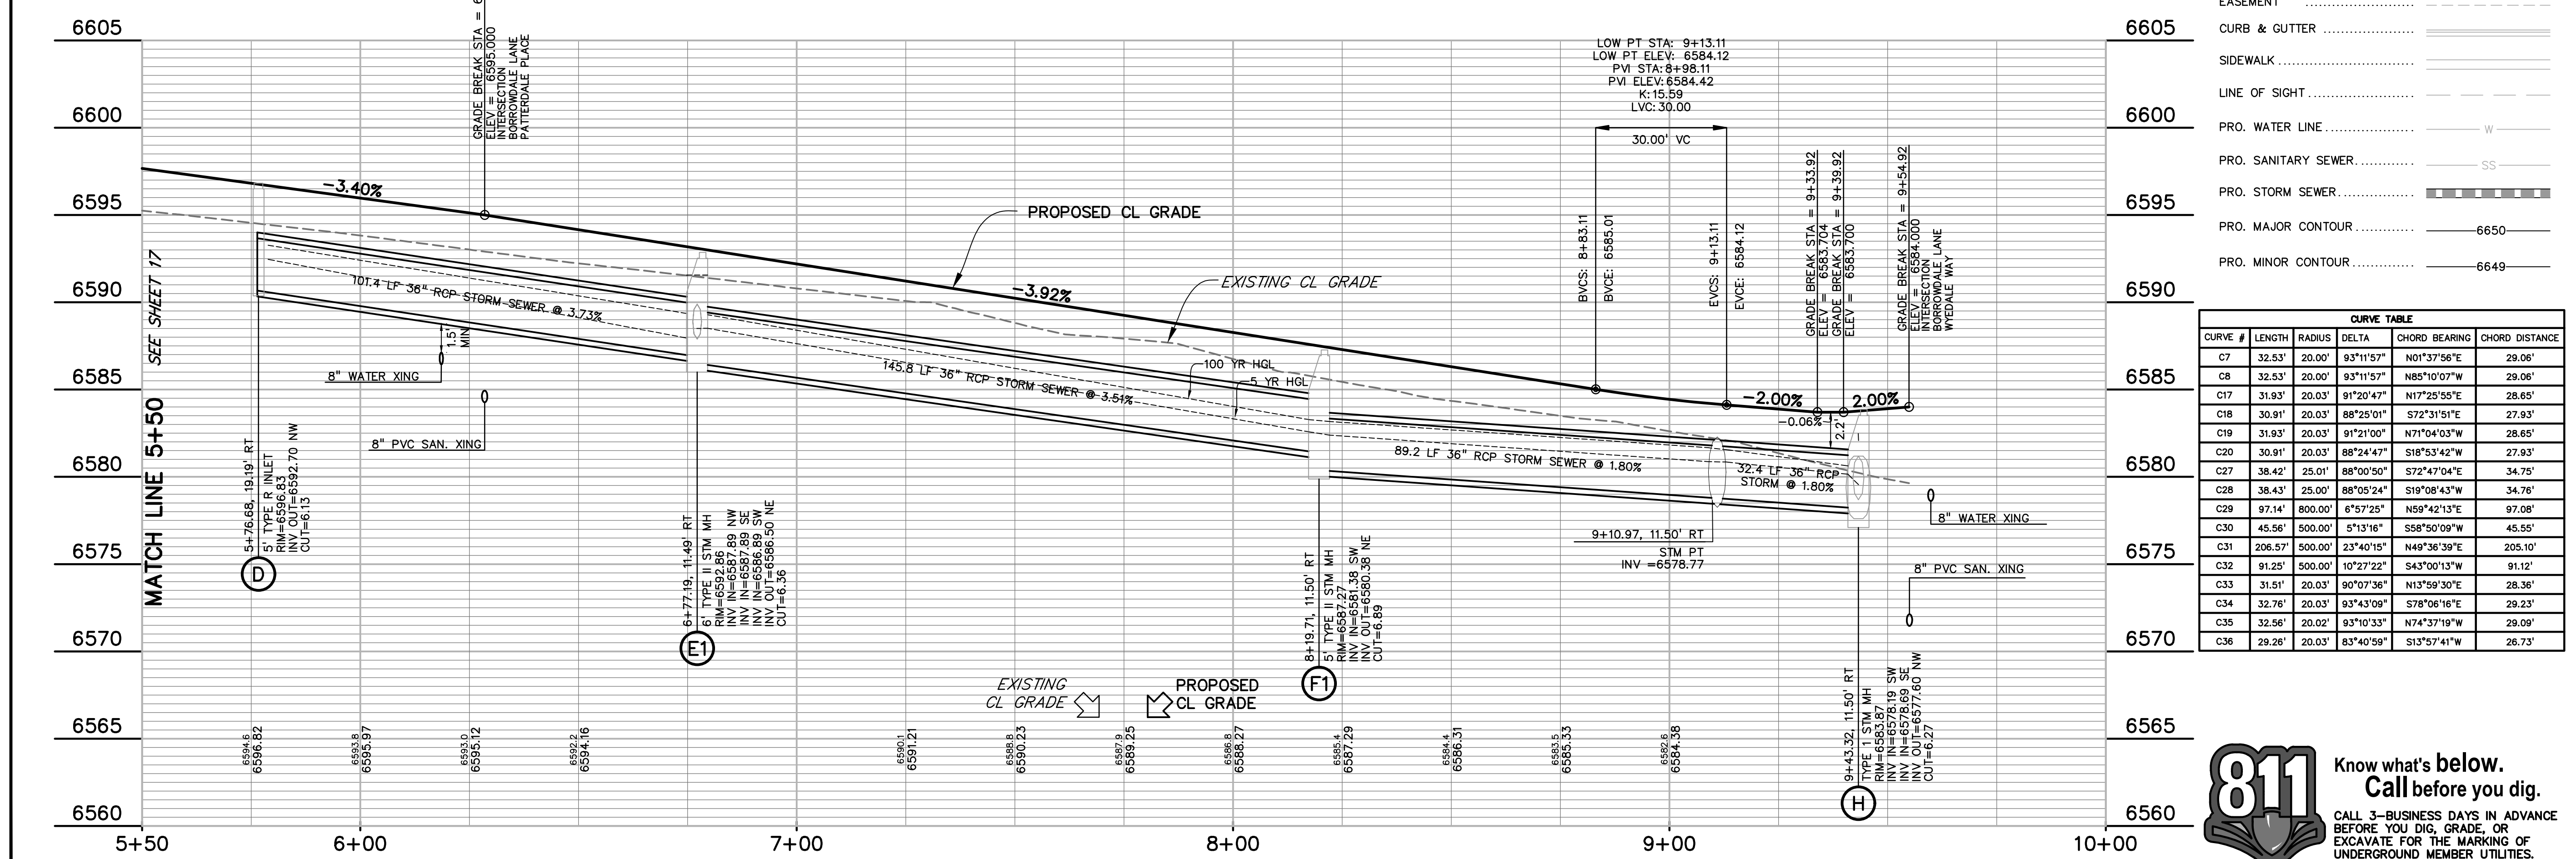 6605
6600
6595
6590
6585
6580
6575
6570
6565
6560
MATCH LINE 5+50
SEE SHEET 17
GRADE BREAK STA = 6
ELEV = 6595.000
INTERSECTION
BORROWDALE LANE
PATTERDALE PLACE
-3.40%
101.4 LF 36" RCP STORM SEWER @ 3.73%
1.5'
MIN
8" WATER XING
8" PVC SAN. XING
5+76.68, 19.19' RT
5' TYPE R INLET
RIM=6596.83
INV OUT=6592.70 NW
CUT=6.13
D
PROPOSED CL GRADE
EXISTING CL GRADE
-3.92%
145.8 LF 36" RCP STORM SEWER @ 3.51%
100 YR HGL
5 YR HGL
6+77.19, 11.49' RT
6' TYPE II STM MH
RIM=6592.86
INV IN=6587.89 NW
INV IN=6587.89 SE
INV IN=6586.89 SW
INV OUT=6586.50 NE
CUT=6.36
E1
LOW PT STA: 9+13.11
LOW PT ELEV: 6584.12
PVI STA: 8+98.11
PVI ELEV: 6584.42
K: 15.59
LVC: 30.00
30.00' VC
BVCS: 8+83.11
BVCE: 6585.01
EVCS: 9+13.11
EVCE: 6584.12
GRADE BREAK STA = 9+33.92
ELEV = 6583.704
GRADE BREAK STA = 9+39.92
ELEV = 6583.700
GRADE BREAK STA = 9+54.92
ELEV = 6584.000
INTERSECTION
BORROWDALE LANE
WYEDALE WAY
-2.00%
2.00%
-0.06%
2.2'
89.2 LF 36" RCP STORM SEWER @ 1.80%
32.4 LF 36" RCP
STORM @ 1.80%
9+10.97, 11.50' RT
STM PT
INV =6578.77
8" WATER XING
8" PVC SAN. XING
8+19.71, 11.50' RT
5' TYPE II STM MH
RIM=6587.27
INV IN=6581.38 SW
INV OUT=6580.38 NE
CUT=6.89
F1
9+43.32, 11.50' RT
TYPE 1 STM MH
RIM=6583.87
INV IN=6578.19 SW
INV IN=6578.69 SE
INV OUT=6577.60 NW
CUT=6.27
H
EXISTING
CL GRADE
PROPOSED
CL GRADE
6594.6
6596.82
6593.8
6595.97
6593.0
6595.12
6592.2
6594.16
6590.1
6591.21
6588.8
6590.23
6587.9
6589.25
6586.8
6588.27
6585.4
6587.29
6584.4
6586.31
6583.5
6585.33
6582.6
6584.38
5+50 6+00 7+00 8+00 9+00 10+00
6605
6600
6595
6590
6585
6580
6575
6570
6565
6560
EASEMENT
CURB & GUTTER
SIDEWALK
LINE OF SIGHT
PRO. WATER LINE W
PRO. SANITARY SEWER SS
PRO. STORM SEWER
PRO. MAJOR CONTOUR 6650
PRO. MINOR CONTOUR 6649
CURVE TABLE
CURVE # LENGTH RADIUS DELTA CHORD BEARING CHORD DISTANCE
C7 32.53' 20.00' 93°11'57" N01°37'56"E 29.06'
C8 32.53' 20.00' 93°11'57" N85°10'07"W 29.06'
C17 31.93' 20.03' 91°20'47" N17°25'55"E 28.65'
C18 30.91' 20.03' 88°25'01" S72°31'51"E 27.93'
C19 31.93' 20.03' 91°21'00" N71°04'03"W 28.65'
C20 30.91' 20.03' 88°24'47" S18°53'42"W 27.93'
C27 38.42' 25.01' 88°00'50" S72°47'04"E 34.75'
C28 38.43' 25.00' 88°05'24" S19°08'43"W 34.76'
C29 97.14' 800.00' 6°57'25" N59°42'13"E 97.08'
C30 45.56' 500.00' 5°13'16" S58°50'09"W 45.55'
C31 206.57' 500.00' 23°40'15" N49°36'39"E 205.10'
C32 91.25' 500.00' 10°27'22" S43°00'13"W 91.12'
C33 31.51' 20.03' 90°07'36" N13°59'30"E 28.36'
C34 32.76' 20.03' 93°43'09" S78°06'16"E 29.23'
C35 32.56' 20.02' 93°10'33" N74°37'19"W 29.09'
C36 29.26' 20.03' 83°40'59" S13°57'41"W 26.73'
811
Know what's below.
Call before you dig.
CALL 3-BUSINESS DAYS IN ADVANCE
BEFORE YOU DIG, GRADE, OR
EXCAVATE FOR THE MARKING OF
UNDERGROUND MEMBER UTILITIES.